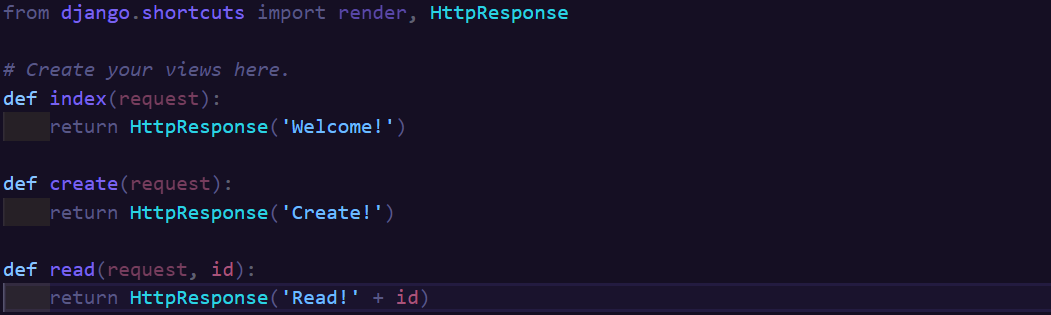 from django.shortcuts import render, HttpResponse
# Create your views here.
def index(request):
return HttpResponse('Welcome!')
def create(request):
return HttpResponse('Create!')
def read(request, id):
return HttpResponse('Read!' + id)